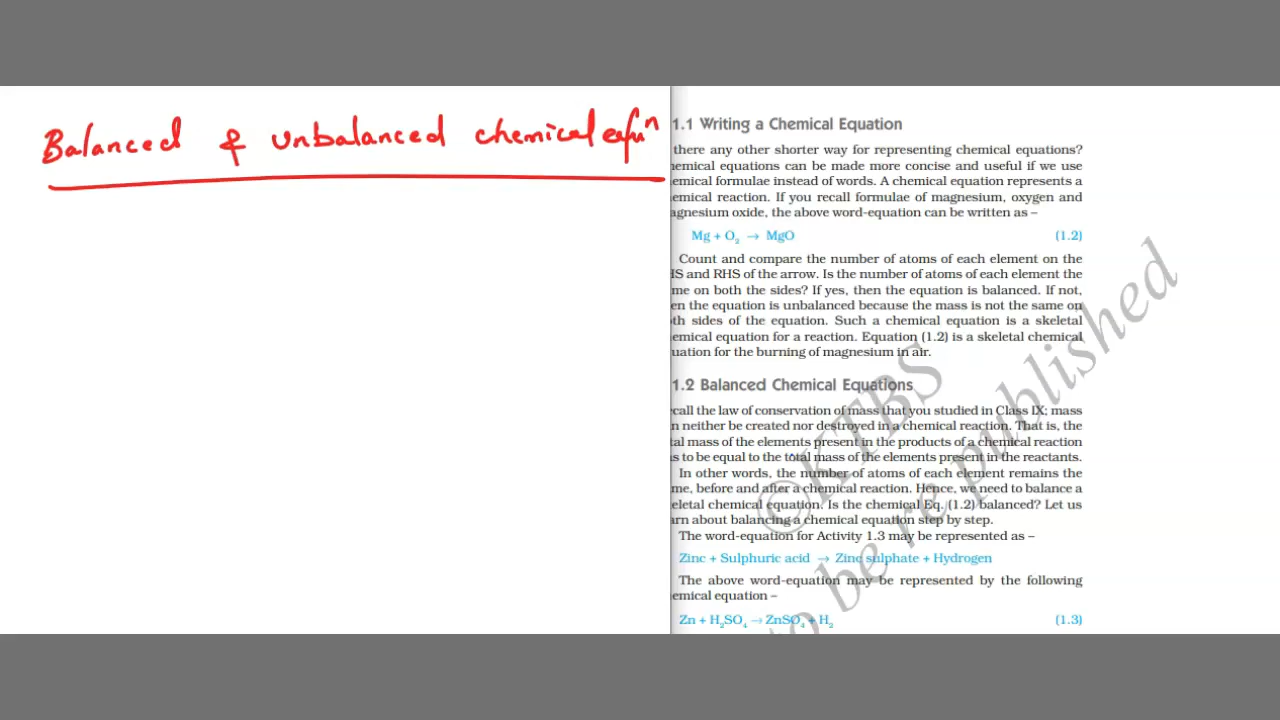 Balanced & unbalanced chemical equn
1.1 Writing a Chemical Equation
there any other shorter way for representing chemical equations?
hemical equations can be made more concise and useful if we use
emical formulae instead of words. A chemical equation represents a
emical reaction. If you recall formulae of magnesium, oxygen and
agnesium oxide, the above word-equation can be written as –
Mg + O₂ → MgO (1.2)
Count and compare the number of atoms of each element on the
HS and RHS of the arrow. Is the number of atoms of each element the
me on both the sides? If yes, then the equation is balanced. If not,
en the equation is unbalanced because the mass is not the same on
th sides of the equation. Such a chemical equation is a skeletal
emical equation for a reaction. Equation (1.2) is a skeletal chemical
uation for the burning of magnesium in air.
1.2 Balanced Chemical Equations
call the law of conservation of mass that you studied in Class IX; mass
n neither be created nor destroyed in a chemical reaction. That is, the
tal mass of the elements present in the products of a chemical reaction
s to be equal to the total mass of the elements present in the reactants.
In other words, the number of atoms of each element remains the
me, before and after a chemical reaction. Hence, we need to balance a
eletal chemical equation. Is the chemical Eq. (1.2) balanced? Let us
arn about balancing a chemical equation step by step.
The word-equation for Activity 1.3 may be represented as –
Zinc + Sulphuric acid → Zinc sulphate + Hydrogen
The above word-equation may be represented by the following
emical equation –
Zn + H₂SO₄ → ZnSO₄ + H₂ (1.3)
©KTBS
to be republished